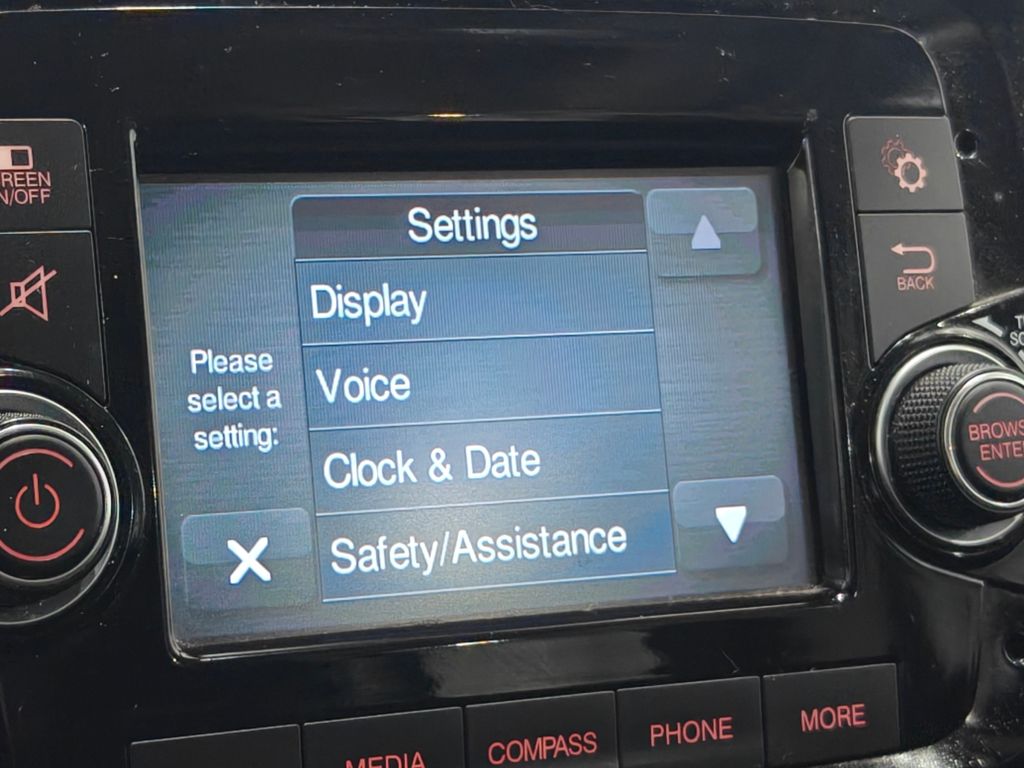 Settings
Display
Voice
Clock & Date
Safety/Assistance
Please
select a
setting:
BACK
MEDIA
COMPASS
PHONE
MORE